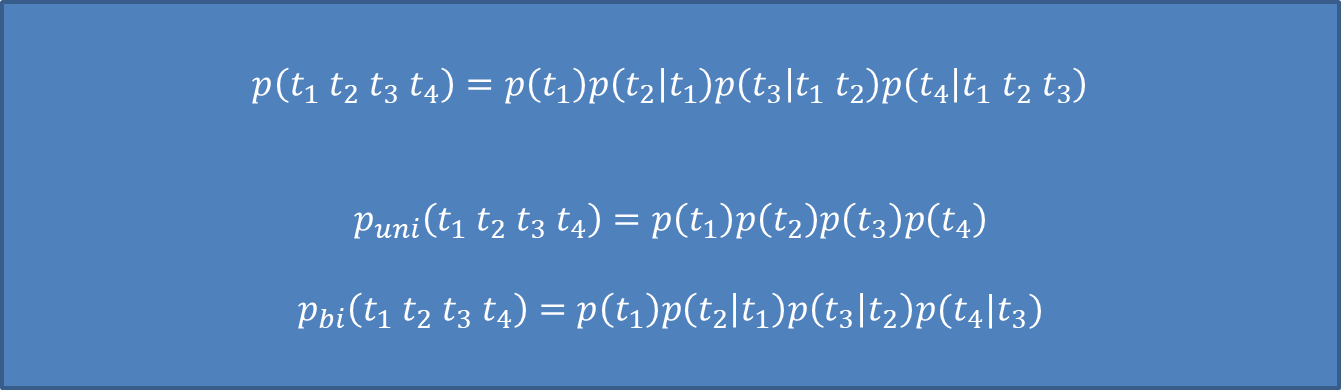 p(t₁ t₂ t₃ t₄) = p(t₁)p(t₂|t₁)p(t₃|t₁ t₂)p(t₄|t₁ t₂ t₃)
pᵤₙᵢ(t₁ t₂ t₃ t₄) = p(t₁)p(t₂)p(t₃)p(t₄)
p_bi(t₁ t₂ t₃ t₄) = p(t₁)p(t₂|t₁)p(t₃|t₂)p(t₄|t₃)